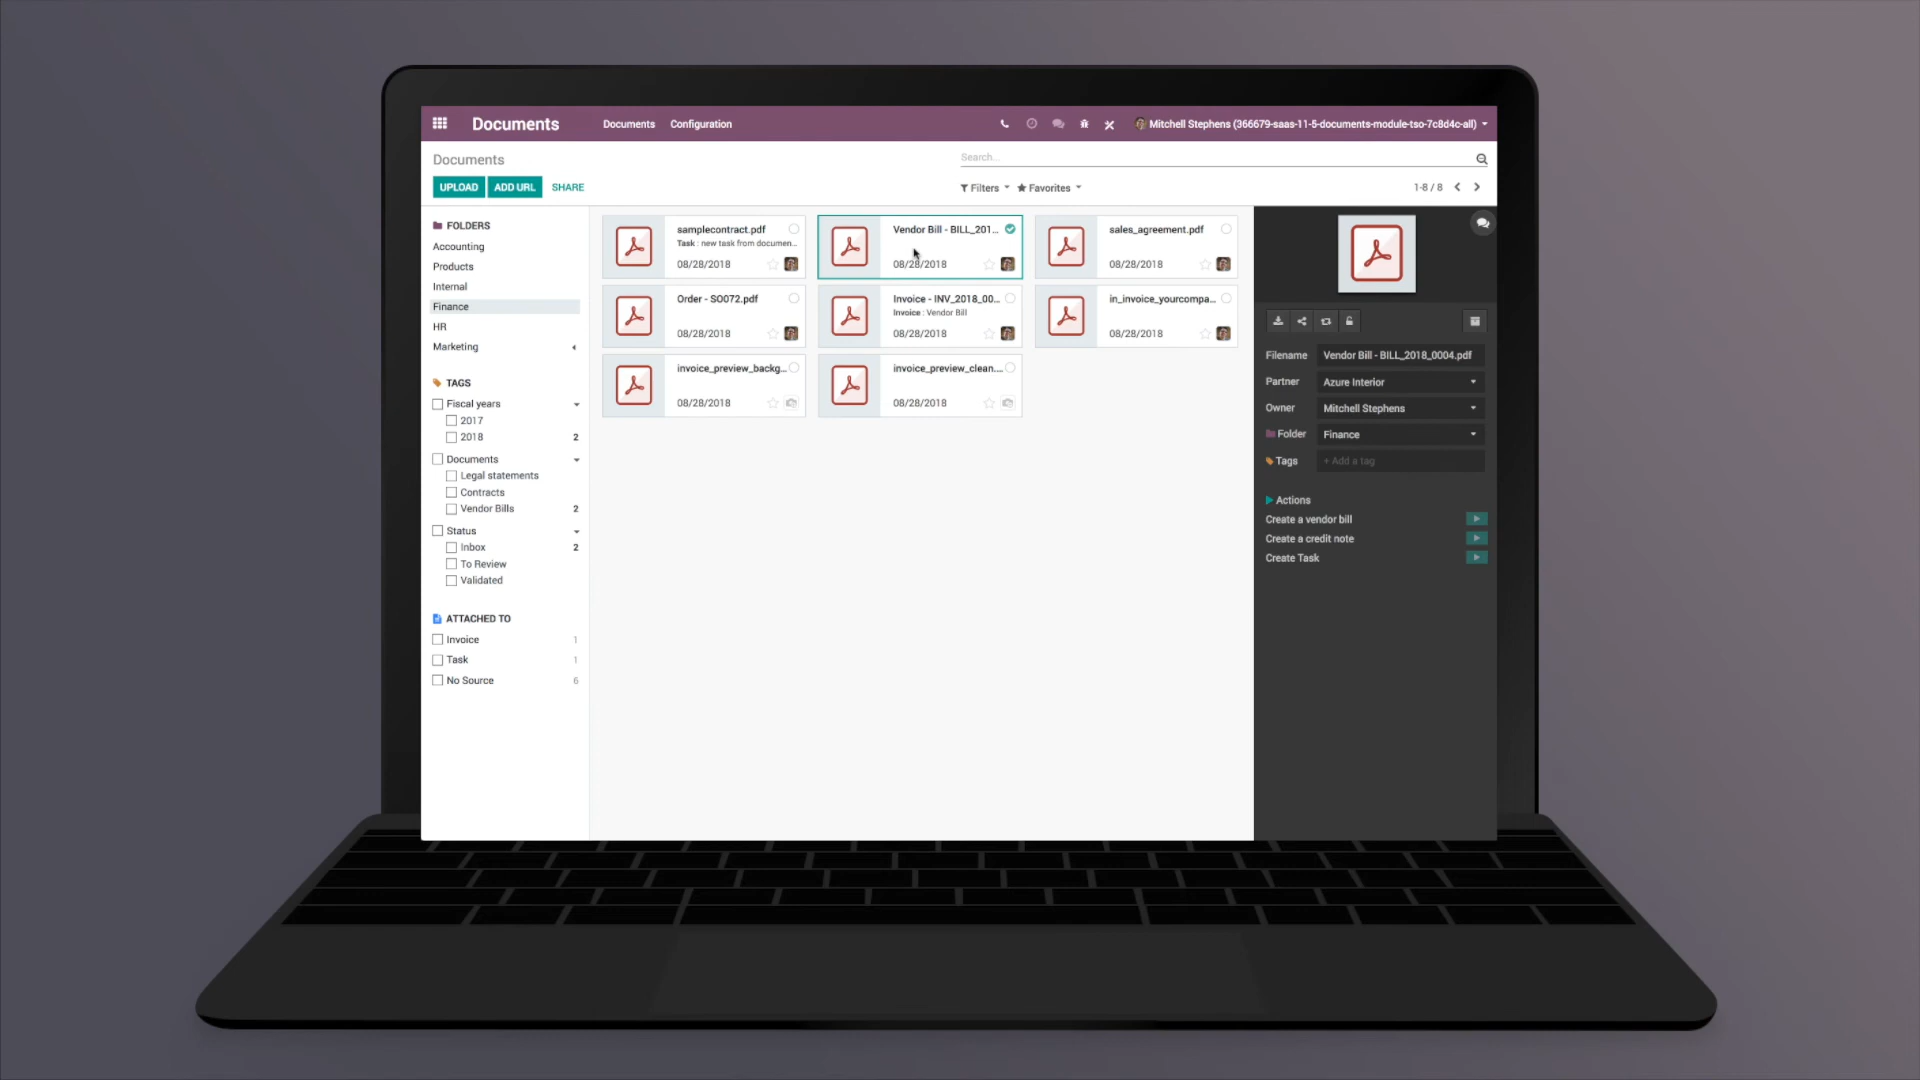 Documents Documents Configuration Mitchell Stephens (366679-saas-11-5-documents-module-tso-7c8d4c-all)
Documents Search...
UPLOAD ADD URL SHARE Filters Favorites 1-8 / 8
FOLDERS
Accounting
Products
Internal
Finance
HR
Marketing
TAGS
Fiscal years
2017
2018 2
Documents
Legal statements
Contracts
Vendor Bills 2
Status
Inbox 2
To Review
Validated
ATTACHED TO
Invoice 1
Task 1
No Source 6
samplecontract.pdf
Task : new task from documen...
08/28/2018
Vendor Bill - BILL_201...
08/28/2018
sales_agreement.pdf
08/28/2018
Order - SO072.pdf
08/28/2018
Invoice - INV_2018_00...
Invoice : Vendor Bill
08/28/2018
in_invoice_yourcompa...
08/28/2018
invoice_preview_backg...
08/28/2018
invoice_preview_clean....
08/28/2018
Filename Vendor Bill - BILL_2018_0004.pdf
Partner Azure Interior
Owner Mitchell Stephens
Folder Finance
Tags + Add a tag
Actions
Create a vendor bill
Create a credit note
Create Task